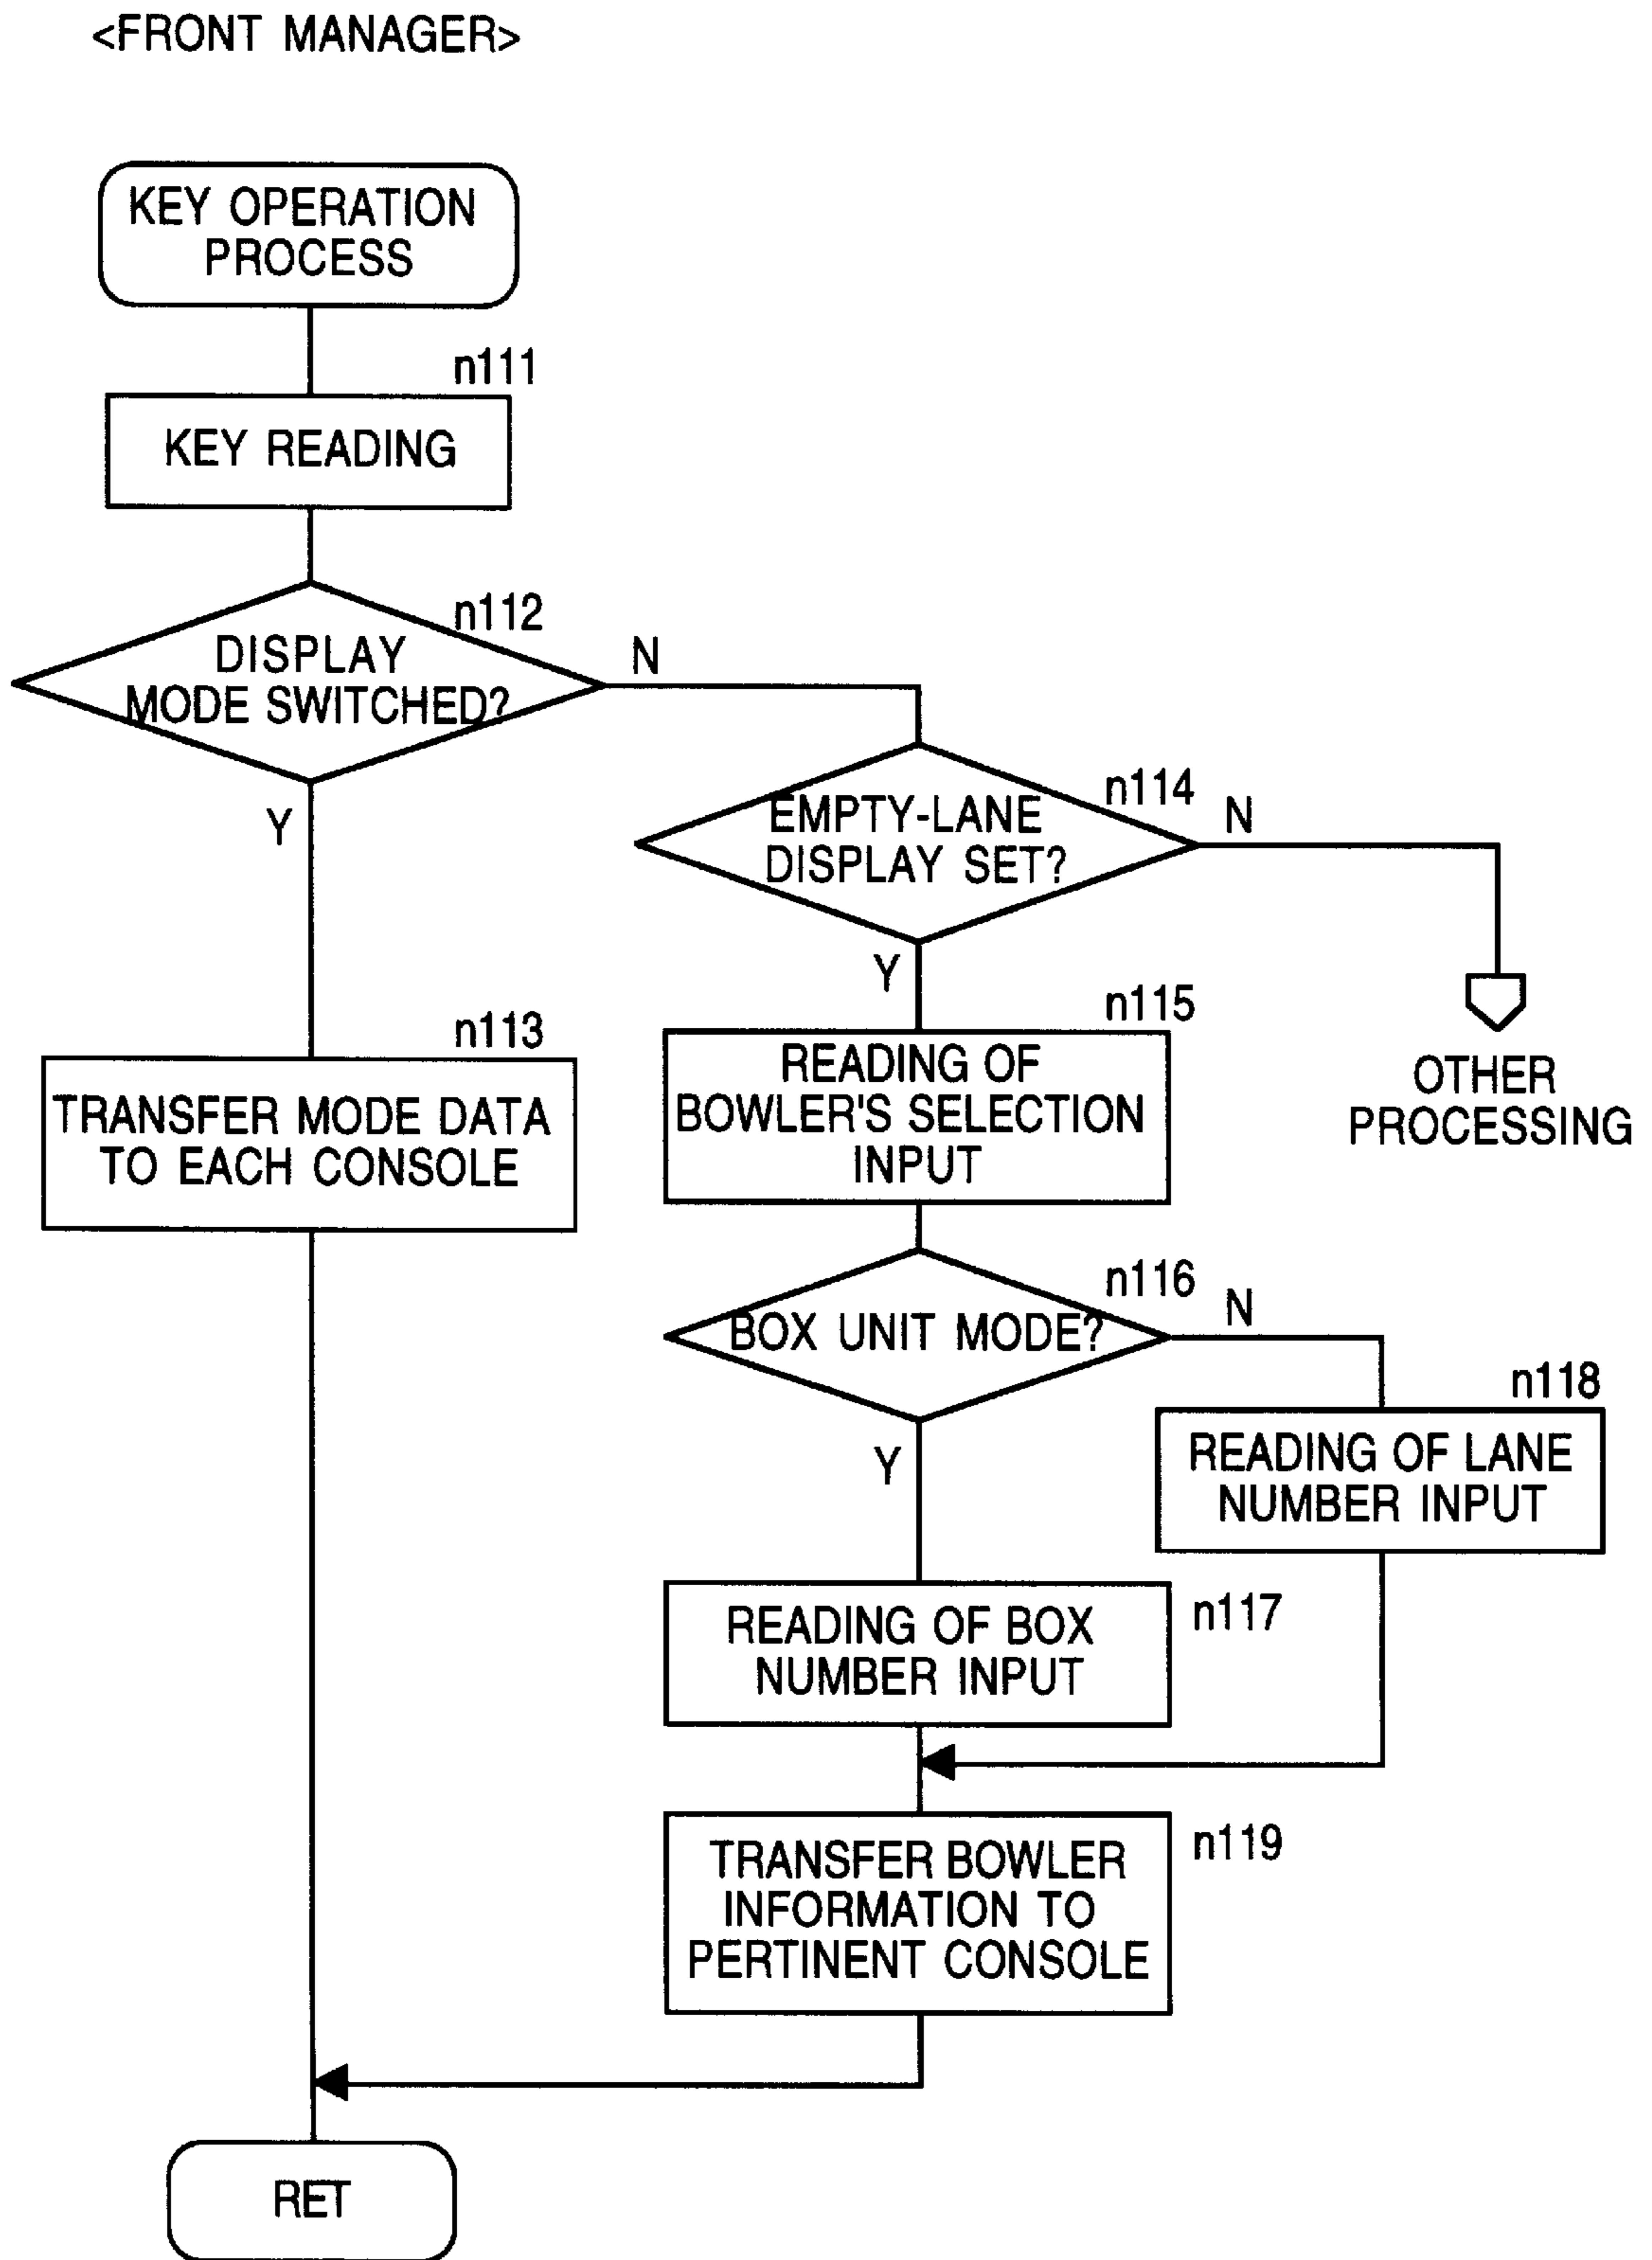 <FRONT MANAGER>
KEY OPERATION
PROCESS
n111
KEY READING
n112
DISPLAY
MODE SWITCHED?
N
Y
n114
EMPTY-LANE
DISPLAY SET?
N
Y
n113
TRANSFER MODE DATA
TO EACH CONSOLE
n115
READING OF
BOWLER'S SELECTION
INPUT
OTHER
PROCESSING
n116
BOX UNIT MODE?
N
Y
n118
READING OF LANE
NUMBER INPUT
n117
READING OF BOX
NUMBER INPUT
n119
TRANSFER BOWLER
INFORMATION TO
PERTINENT CONSOLE
RET